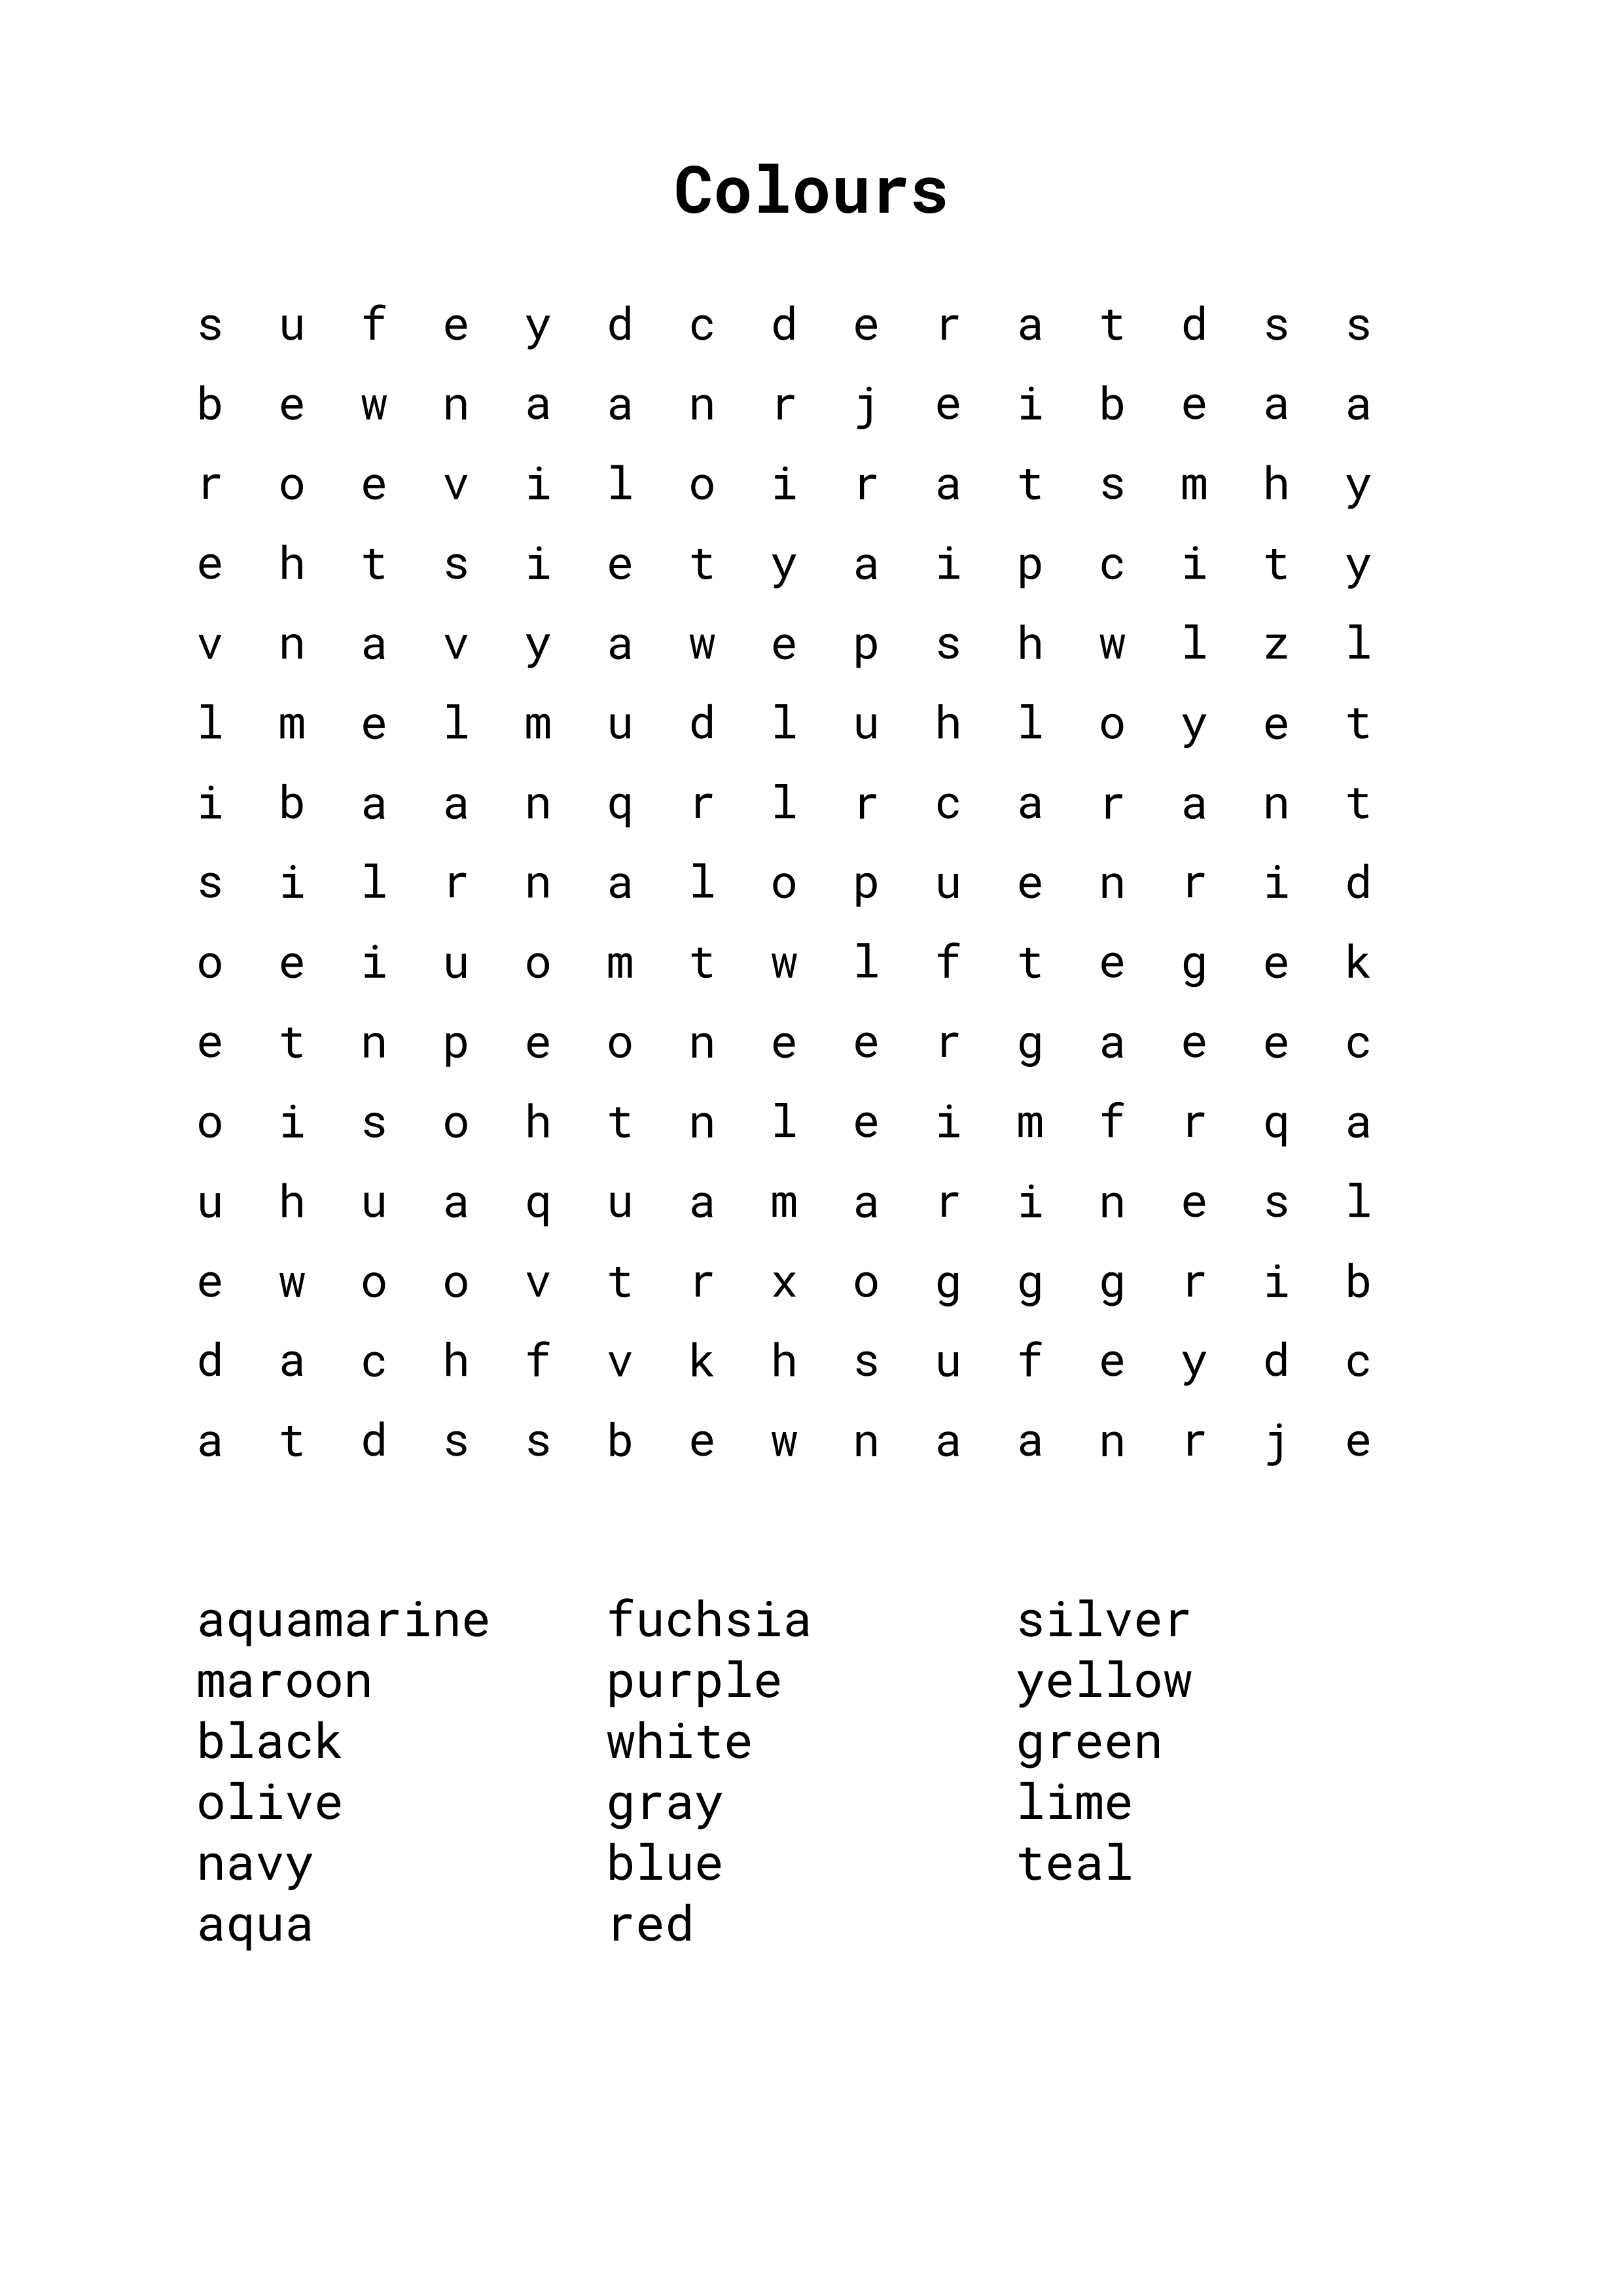 Colours
s u f e y d c d e r a t d s s
b e w n a a n r j e i b e a a
r o e v i l o i r a t s m h y
e h t s i e t y a i p c i t y
v n a v y a w e p s h w l z l
l m e l m u d l u h l o y e t
i b a a n q r l r c a r a n t
s i l r n a l o p u e n r i d
o e i u o m t w l f t e g e k
e t n p e o n e e r g a e e c
o i s o h t n l e i m f r q a
u h u a q u a m a r i n e s l
e w o o v t r x o g g g r i b
d a c h f v k h s u f e y d c
a t d s s b e w n a a n r j e
aquamarine fuchsia silver
maroon purple yellow
black white green
olive gray lime
navy blue teal
aqua red